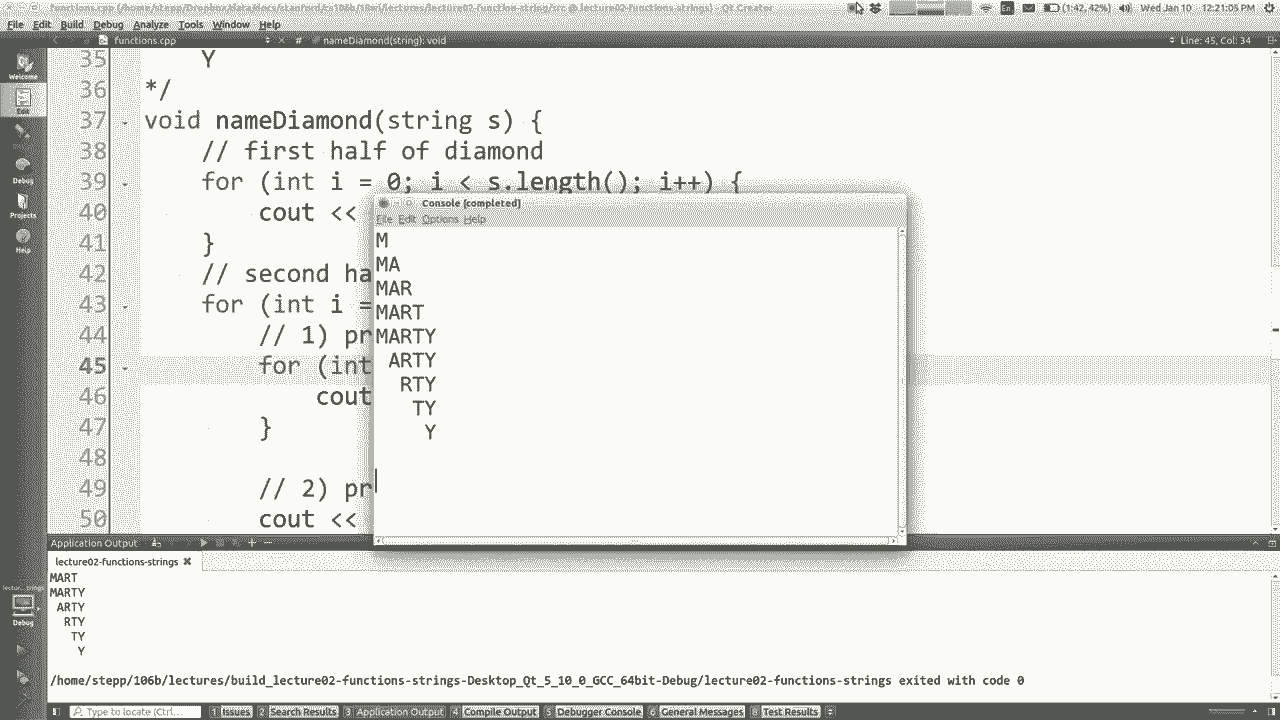 functions.cpp (/home/stepp/Dropbox/data/docs/stanford/cs106b/18wi/lectures/lecture02-function-string/src @ lecture02-functions-strings) - Qt Creator
1:42, 42%) Wed Jan 10 12:21:05 PM
File Edit Build Debug Analyze Tools Window Help
functions.cpp # nameDiamond(string): void Line: 45, Col: 34
Welcome
Edit
Debug
Projects
Help
35 Y
36 */
37 void nameDiamond(string s) {
38 // first half of diamond
39 for (int i = 0; i < s.length(); i++) {
40 cout <<
41 }
42 // second ha
43 for (int i =
44 // 1) pr
45 for (int
46 cout
47 }
48
49 // 2) pr
50 cout <<
Console [completed]
File Edit Options Help
M
MA
MAR
MART
MARTY
ARTY
RTY
TY
Y
Application Output
lecture02-functions-strings
MART
MARTY
ARTY
RTY
TY
Y
/home/stepp/106b/lectures/build_lecture02-functions-strings-Desktop_Qt_5_10_0_GCC_64bit-Debug/lecture02-functions-strings exited with code 0
lectur...strings
Debug
Type to locate (Ctrl... 1 Issues 2 Search Results 3 Application Output 4 Compile Output 5 Debugger Console 6 General Messages 8 Test Results